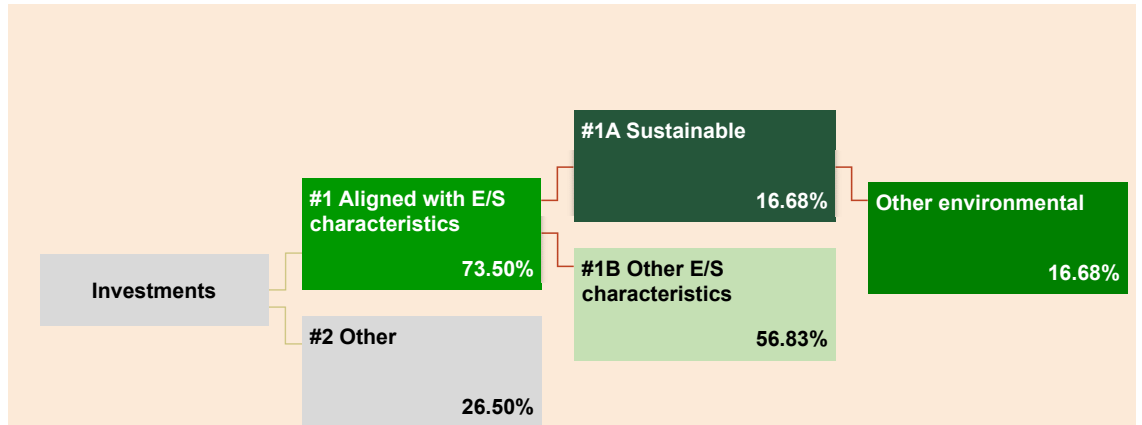 Investments
#1 Aligned with E/S
characteristics
73.50%
#2 Other
26.50%
#1A Sustainable
16.68%
#1B Other E/S
characteristics
56.83%
Other environmental
16.68%